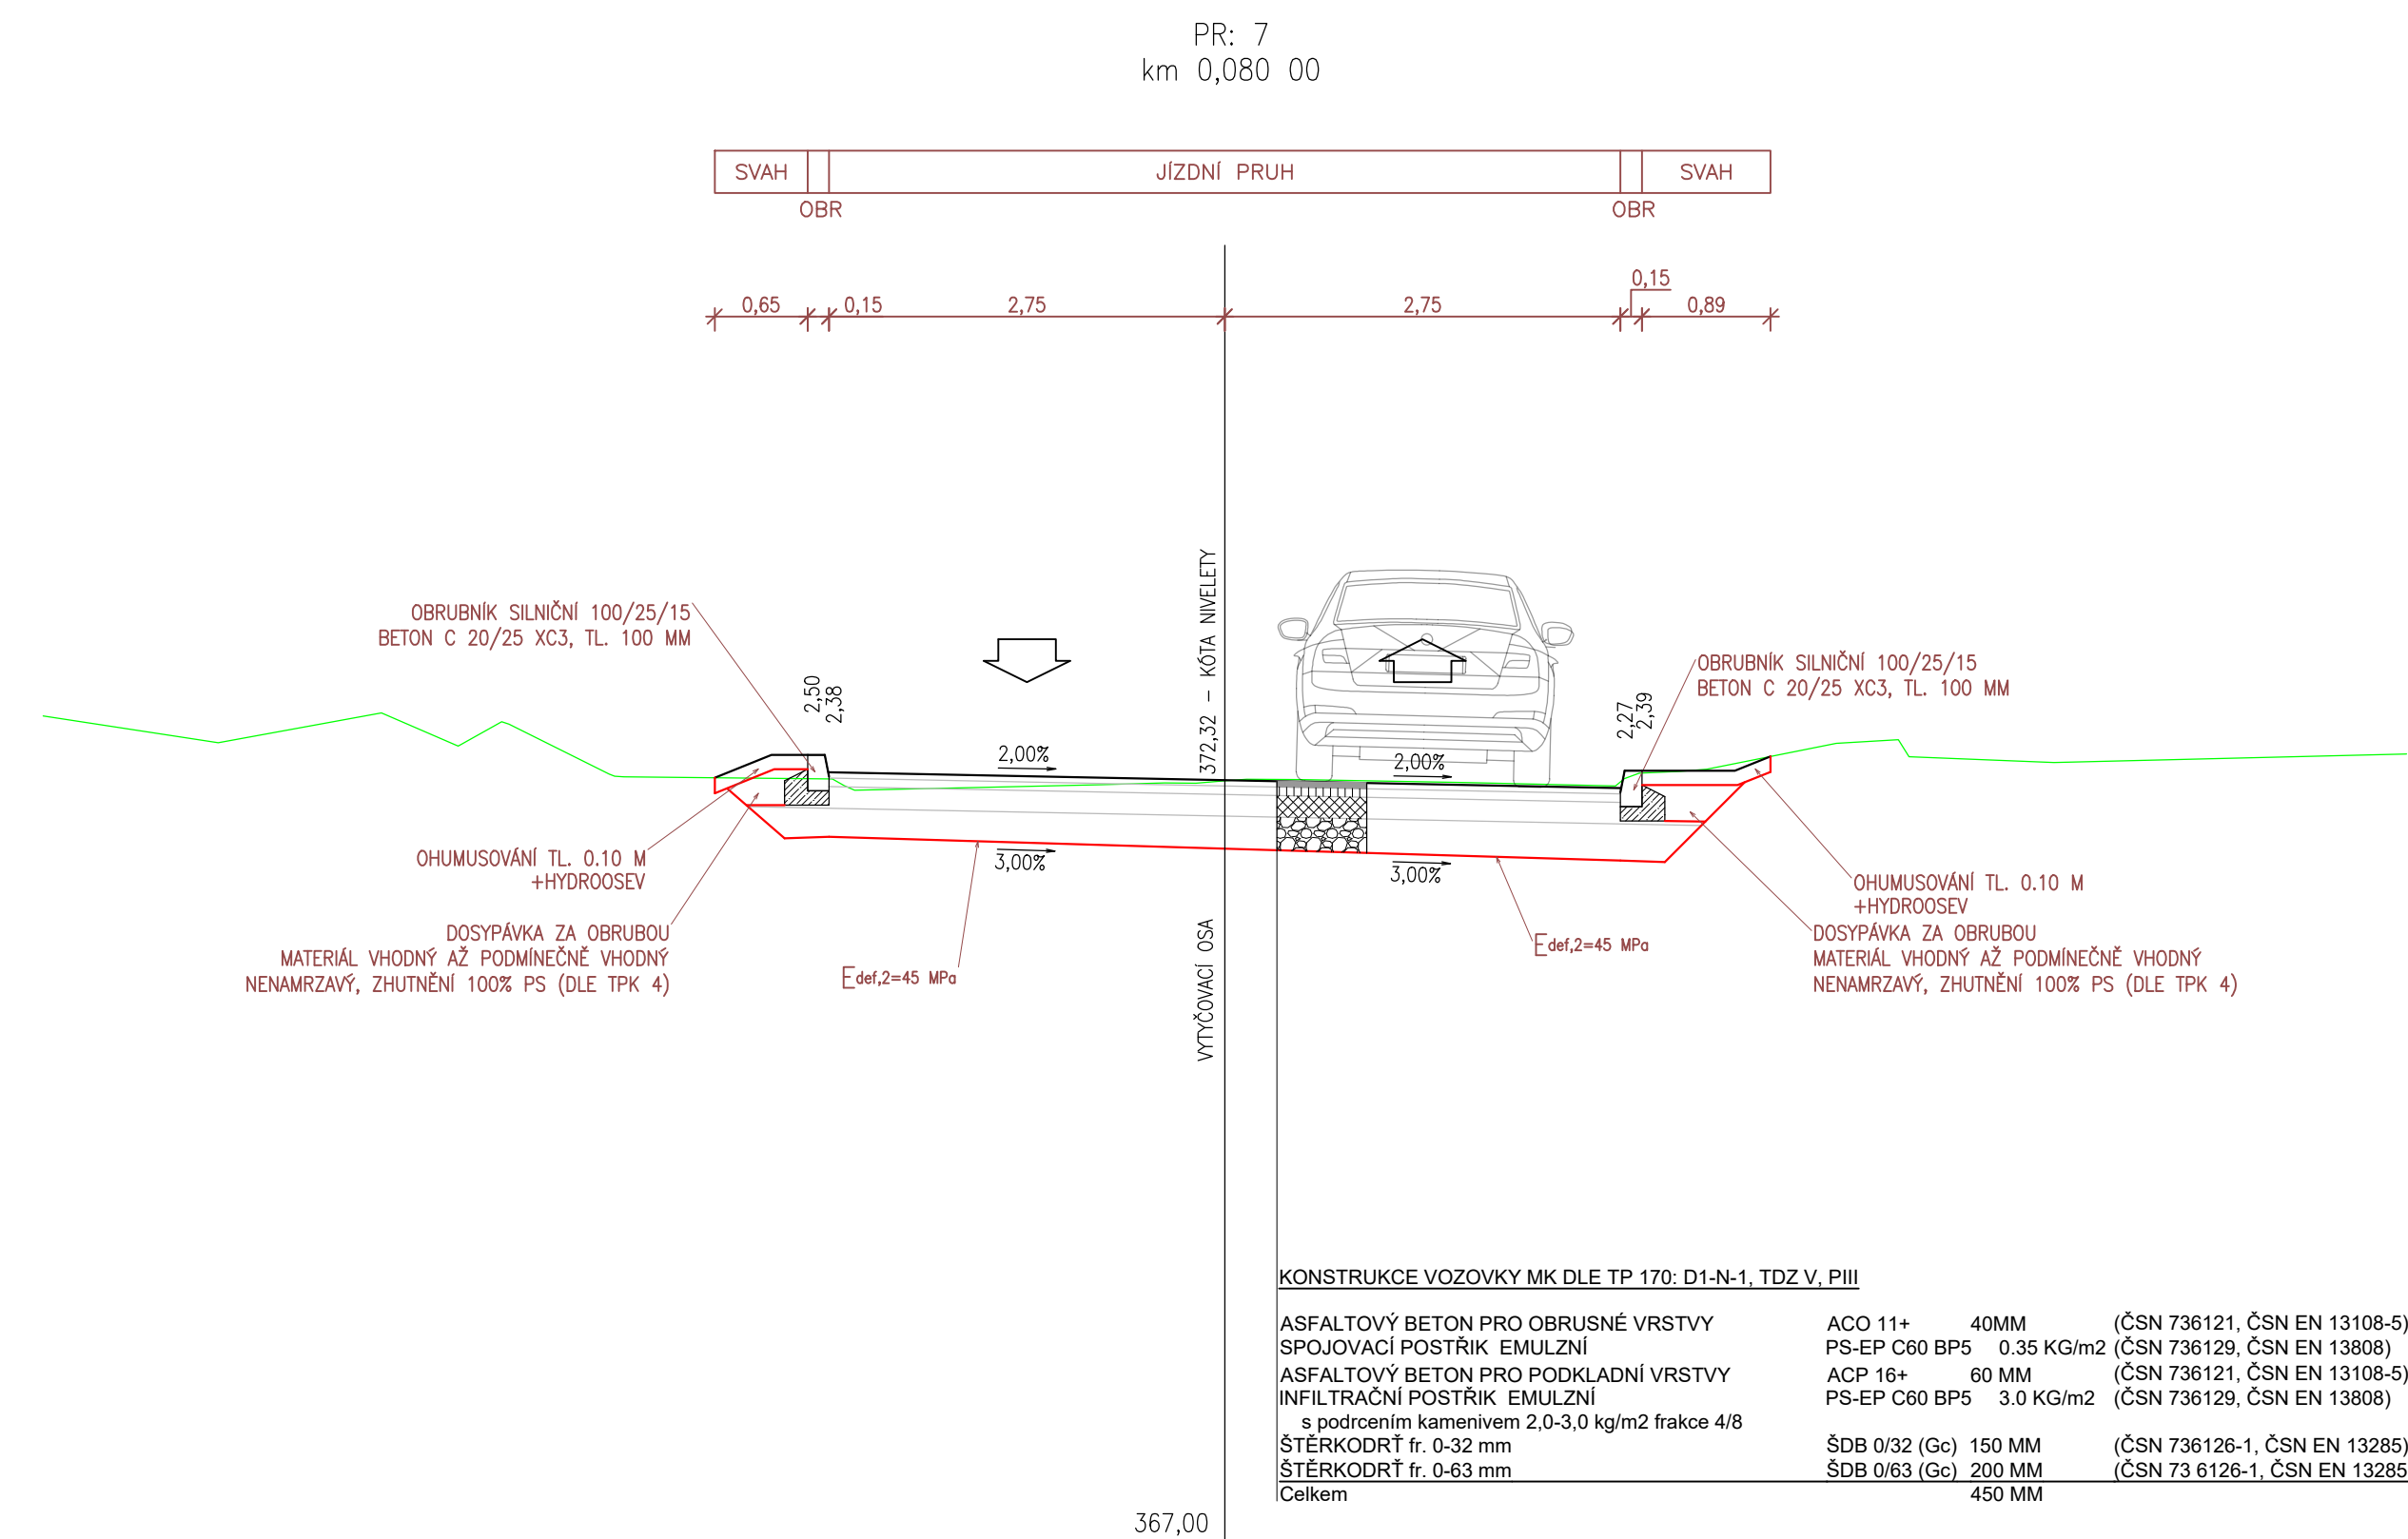 PR: 7
km 0,080 00
SVAH
JÍZDNÍ PRUH
SVAH
OBR
OBR
0,65
0,15
2,75
2,75
0,15
0,89
372,32 – KÓTA NIVELETY
OBRUBNÍK SILNIČNÍ 100/25/15
BETON C 20/25 XC3, TL. 100 MM
2,50
2,38
2,00%
2,00%
2,27
2,39
OBRUBNÍK SILNIČNÍ 100/25/15
BETON C 20/25 XC3, TL. 100 MM
3,00%
3,00%
OHUMUSOVÁNÍ TL. 0.10 M
+HYDROOSEV
DOSYPÁVKA ZA OBRUBOU
MATERIÁL VHODNÝ AŽ PODMÍNEČNĚ VHODNÝ
NENAMRZAVÝ, ZHUTNĚNÍ 100% PS (DLE TPK 4)
Edef,2=45 MPa
VYTYČOVACÍ OSA
Edef,2=45 MPa
OHUMUSOVÁNÍ TL. 0.10 M
+HYDROOSEV
DOSYPÁVKA ZA OBRUBOU
MATERIÁL VHODNÝ AŽ PODMÍNEČNĚ VHODNÝ
NENAMRZAVÝ, ZHUTNĚNÍ 100% PS (DLE TPK 4)
KONSTRUKCE VOZOVKY MK DLE TP 170: D1-N-1, TDZ V, PIII
ASFALTOVÝ BETON PRO OBRUSNÉ VRSTVY ACO 11+ 40MM (ČSN 736121, ČSN EN 13108-5)
SPOJOVACÍ POSTŘIK EMULZNÍ PS-EP C60 BP5 0.35 KG/m2 (ČSN 736129, ČSN EN 13808)
ASFALTOVÝ BETON PRO PODKLADNÍ VRSTVY ACP 16+ 60 MM (ČSN 736121, ČSN EN 13108-5)
INFILTRAČNÍ POSTŘIK EMULZNÍ PS-EP C60 BP5 3.0 KG/m2 (ČSN 736129, ČSN EN 13808)
s podrcením kamenivem 2,0-3,0 kg/m2 frakce 4/8
ŠTĚRKODRŤ fr. 0-32 mm ŠDB 0/32 (Gc) 150 MM (ČSN 736126-1, ČSN EN 13285)
ŠTĚRKODRŤ fr. 0-63 mm ŠDB 0/63 (Gc) 200 MM (ČSN 73 6126-1, ČSN EN 13285
Celkem 450 MM
367,00